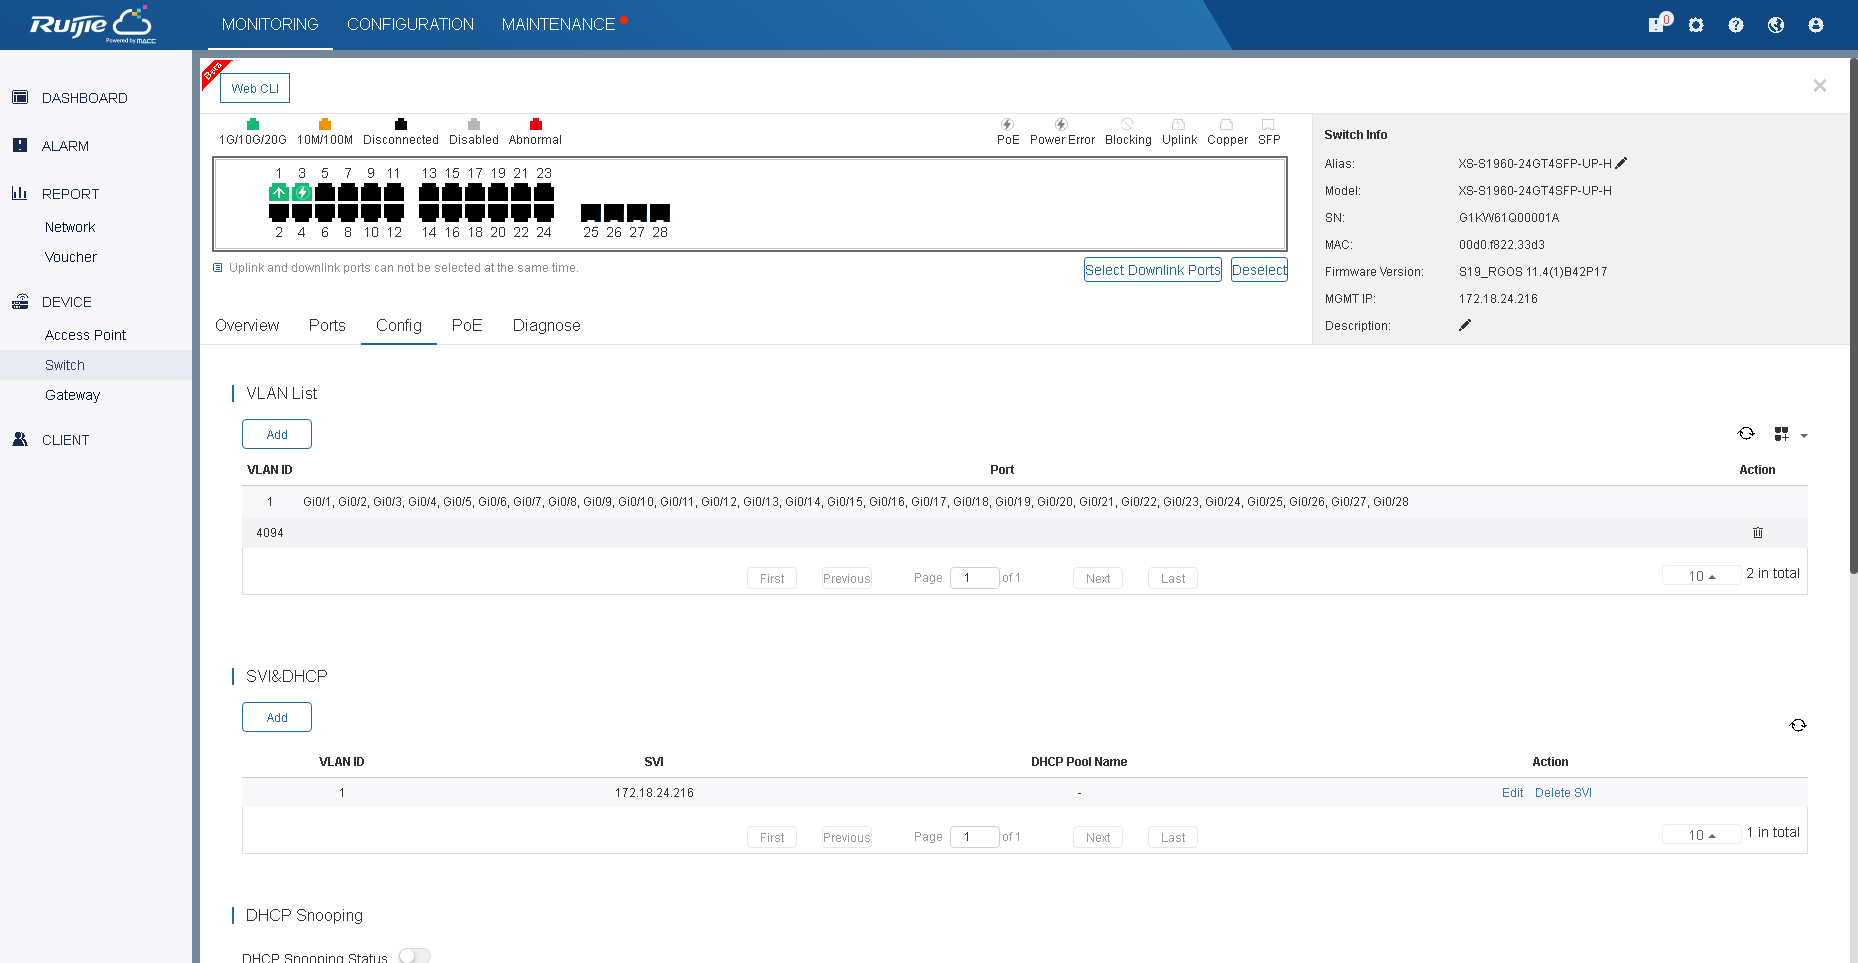 Ruijie
Powered by MACC
MONITORING CONFIGURATION MAINTENANCE
0
DASHBOARD
ALARM
REPORT
Network
Voucher
DEVICE
Access Point
Switch
Gateway
CLIENT
Beta
Web CLI
1G/10G/20G 10M/100M Disconnected Disabled Abnormal
PoE Power Error Blocking Uplink Copper SFP
1 3 5 7 9 11 13 15 17 19 21 23
2 4 6 8 10 12 14 16 18 20 22 24 25 26 27 28
Uplink and downlink ports can not be selected at the same time.
Select Downlink Ports Deselect
Switch Info
Alias: XS-S1960-24GT4SFP-UP-H
Model: XS-S1960-24GT4SFP-UP-H
SN: G1KW61Q00001A
MAC: 00d0.f822.33d3
Firmware Version: S19_RGOS 11.4(1)B42P17
MGMT IP: 172.18.24.216
Description:
Overview Ports Config PoE Diagnose
VLAN List
Add
VLAN ID Port Action
1 Gi0/1, Gi0/2, Gi0/3, Gi0/4, Gi0/5, Gi0/6, Gi0/7, Gi0/8, Gi0/9, Gi0/10, Gi0/11, Gi0/12, Gi0/13, Gi0/14, Gi0/15, Gi0/16, Gi0/17, Gi0/18, Gi0/19, Gi0/20, Gi0/21, Gi0/22, Gi0/23, Gi0/24, Gi0/25, Gi0/26, Gi0/27, Gi0/28
4094
First Previous Page 1 of 1 Next Last 10 2 in total
SVI&DHCP
Add
VLAN ID SVI DHCP Pool Name Action
1 172.18.24.216 - Edit Delete SVI
First Previous Page 1 of 1 Next Last 10 1 in total
DHCP Snooping
DHCP Snooping Status